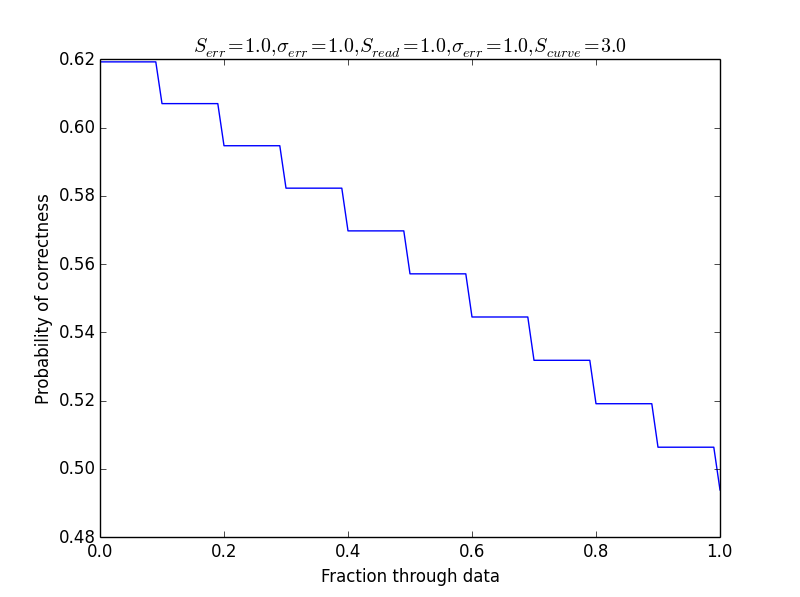 S_err=1.0,σ_err=1.0,S_read=1.0,σ_err=1.0,S_curve=3.0
0.62
0.60
0.58
0.56
0.54
0.52
0.50
0.48
Probability of correctness
0.0 0.2 0.4 0.6 0.8 1.0
Fraction through data